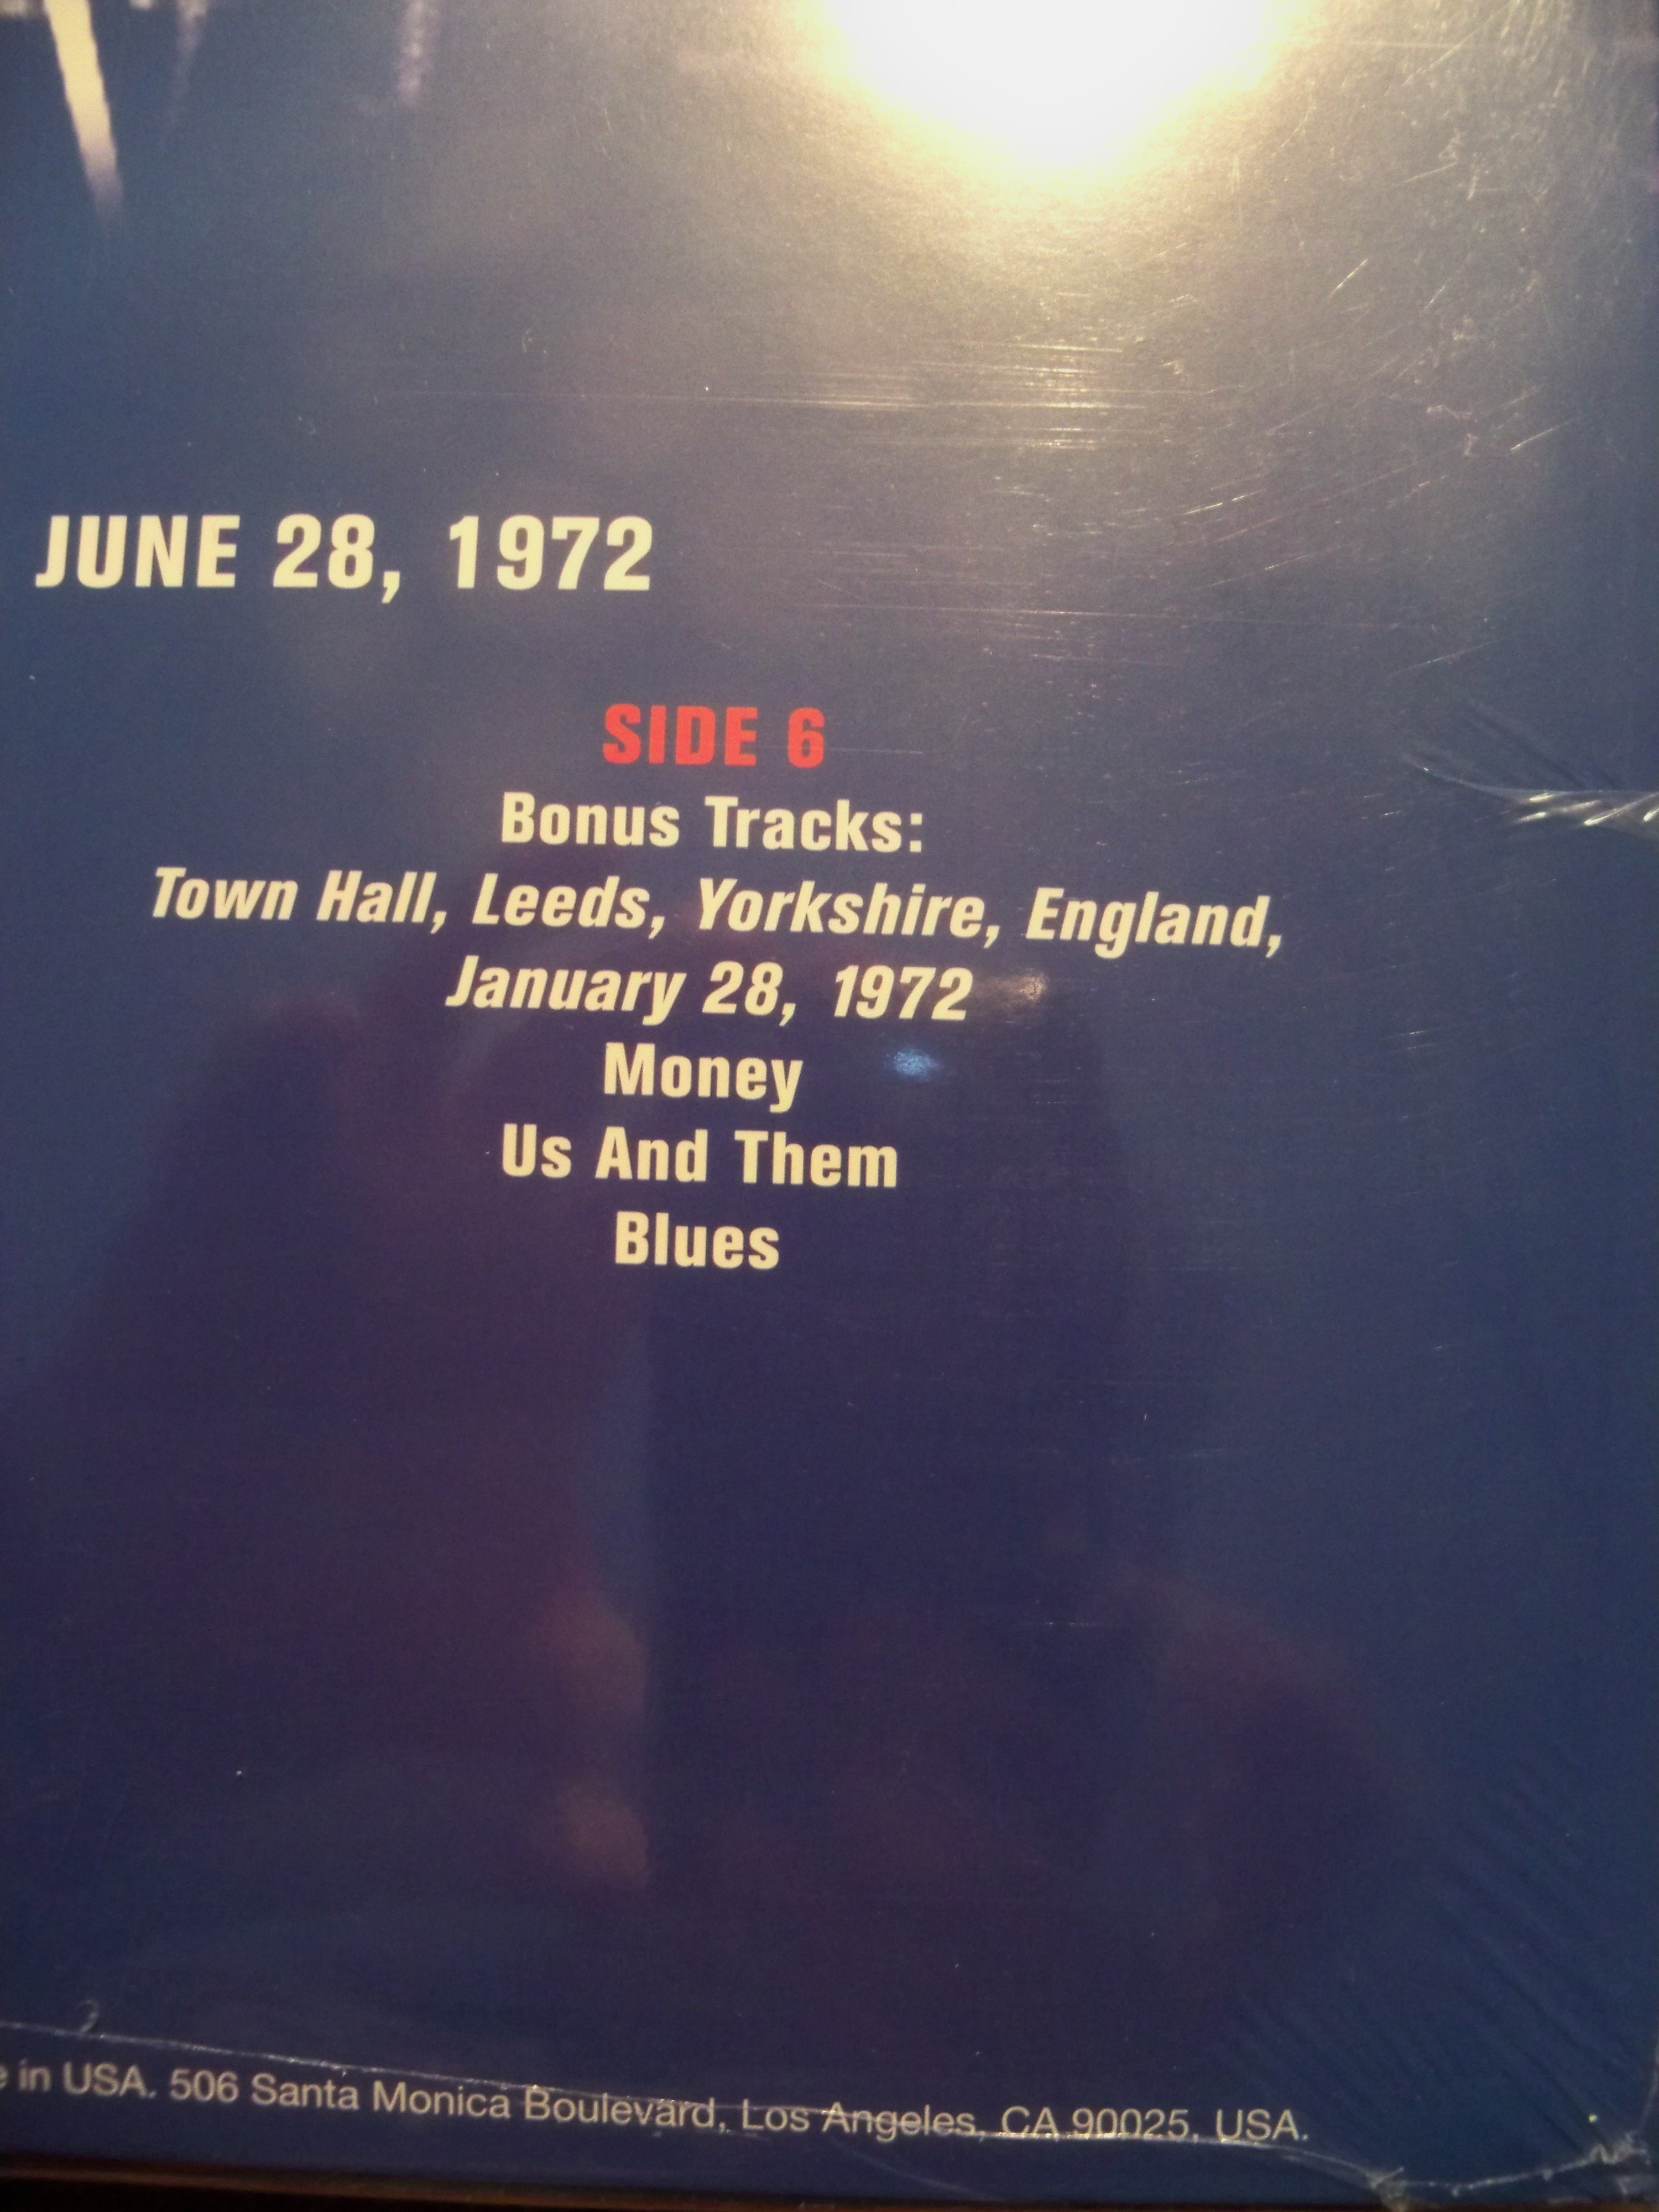 JUNE 28, 1972
SIDE 6
Bonus Tracks:
Town Hall, Leeds, Yorkshire, England,
January 28, 1972
Money
Us And Them
Blues
in USA. 506 Santa Monica Boulevard, Los Angeles, CA 90025, USA.